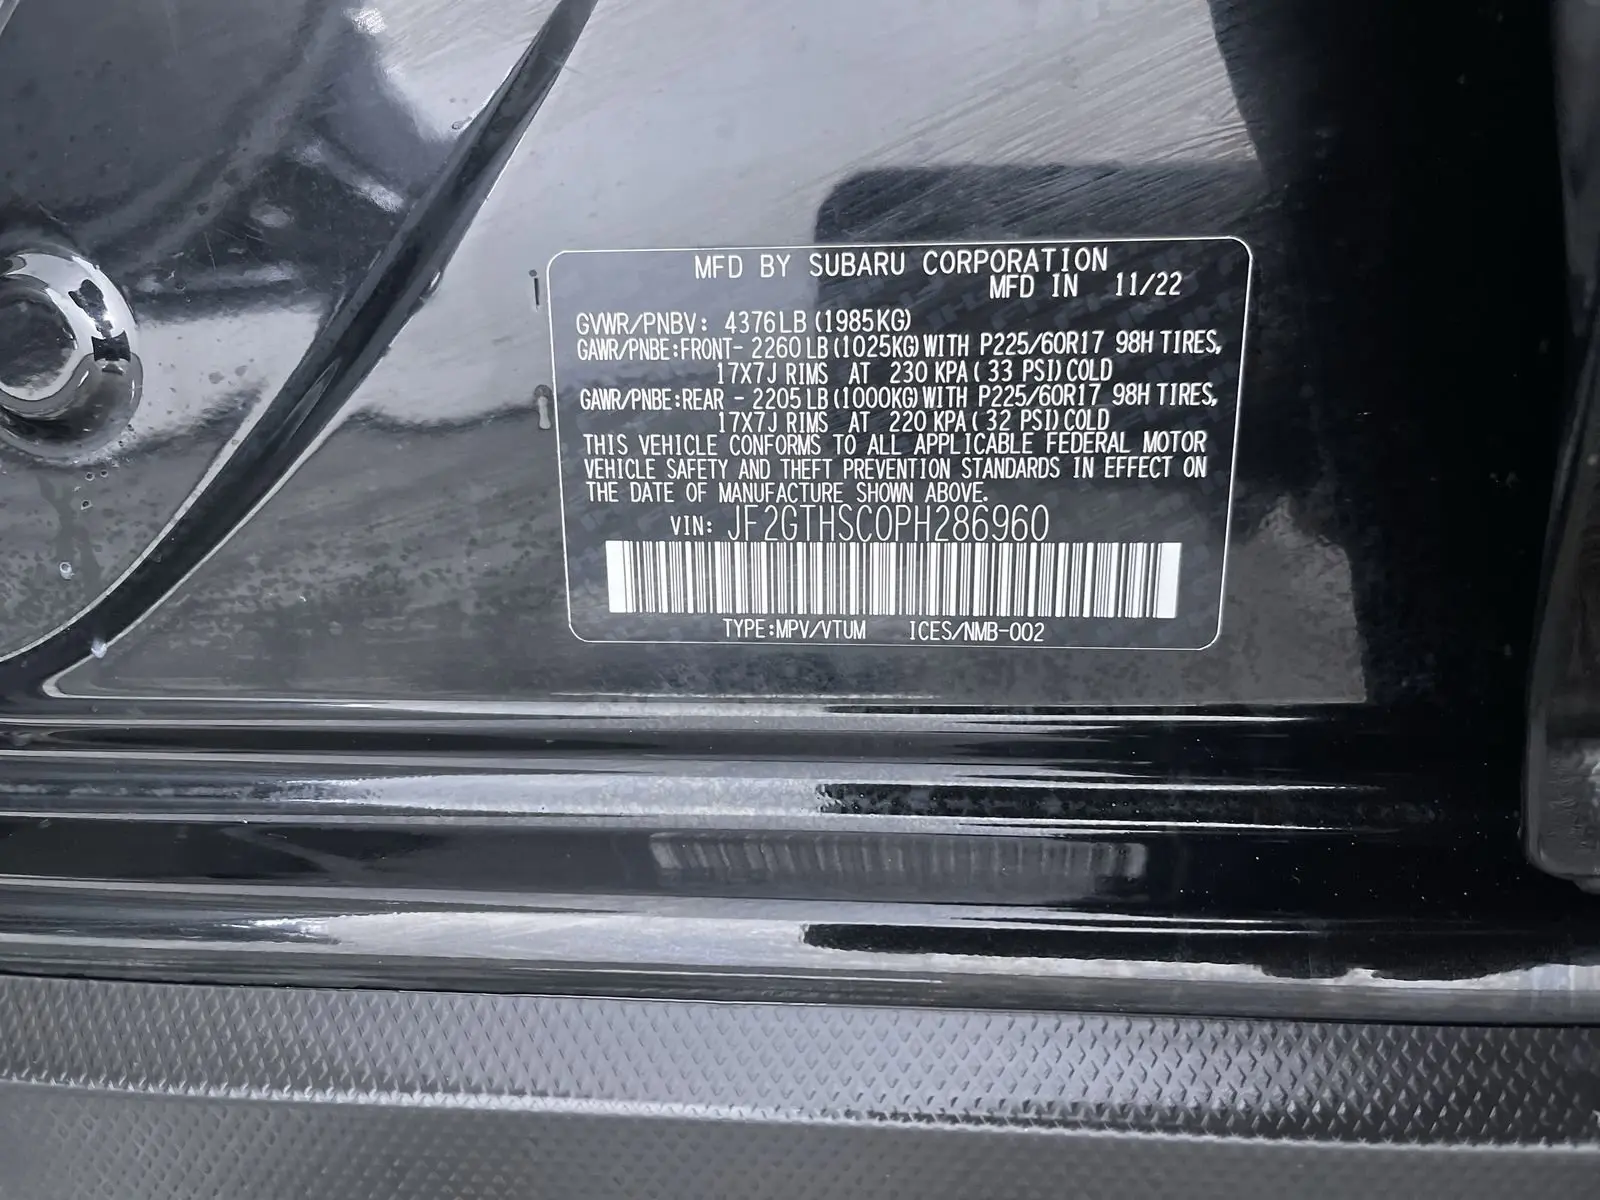 MFD BY SUBARU CORPORATION
MFD IN 11/22
GVWR/PNBV: 4376LB (1985KG)
GAWR/PNBE:FRONT- 2260LB (1025KG) WITH P225/60R17 98H TIRES,
17X7J RIMS AT 230 KPA (33 PSI) COLD
GAWR/PNBE:REAR - 2205LB (1000KG) WITH P225/60R17 98H TIRES,
17X7J RIMS AT 220 KPA (32 PSI) COLD
THIS VEHICLE CONFORMS TO ALL APPLICABLE FEDERAL MOTOR
VEHICLE SAFETY AND THEFT PREVENTION STANDARDS IN EFFECT ON
THE DATE OF MANUFACTURE SHOWN ABOVE.
VIN: JF2GTHSC0PH286960
TYPE:MPV/VTUM ICES/NMB-002